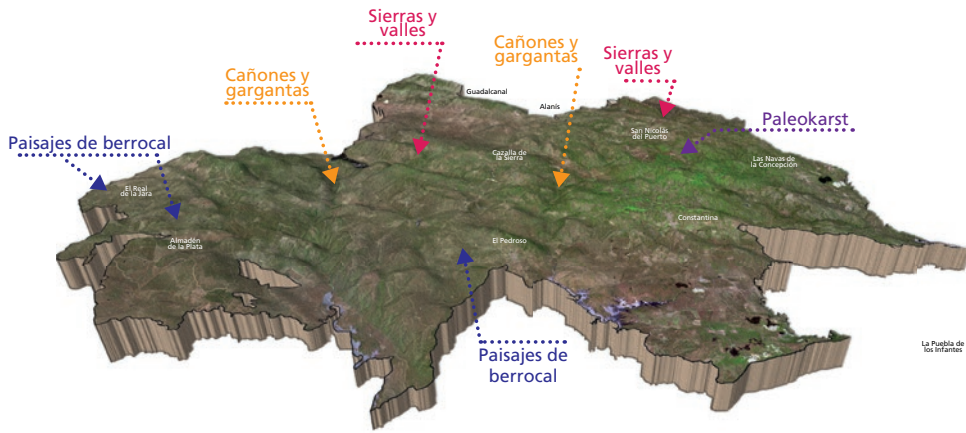 Sierras y
valles
Cañones y
gargantas
Sierras y
valles
Cañones y
gargantas
Guadalcanal
Alanís
Paleokarst
San Nicolás
del Puerto
Paisajes de berrocal
Cazalla de
la Sierra
Las Navas de
la Concepción
El Real
de la Jara
Constantina
Almadén
de la Plata
El Pedroso
La Puebla de
los Infantes
Paisajes de
berrocal